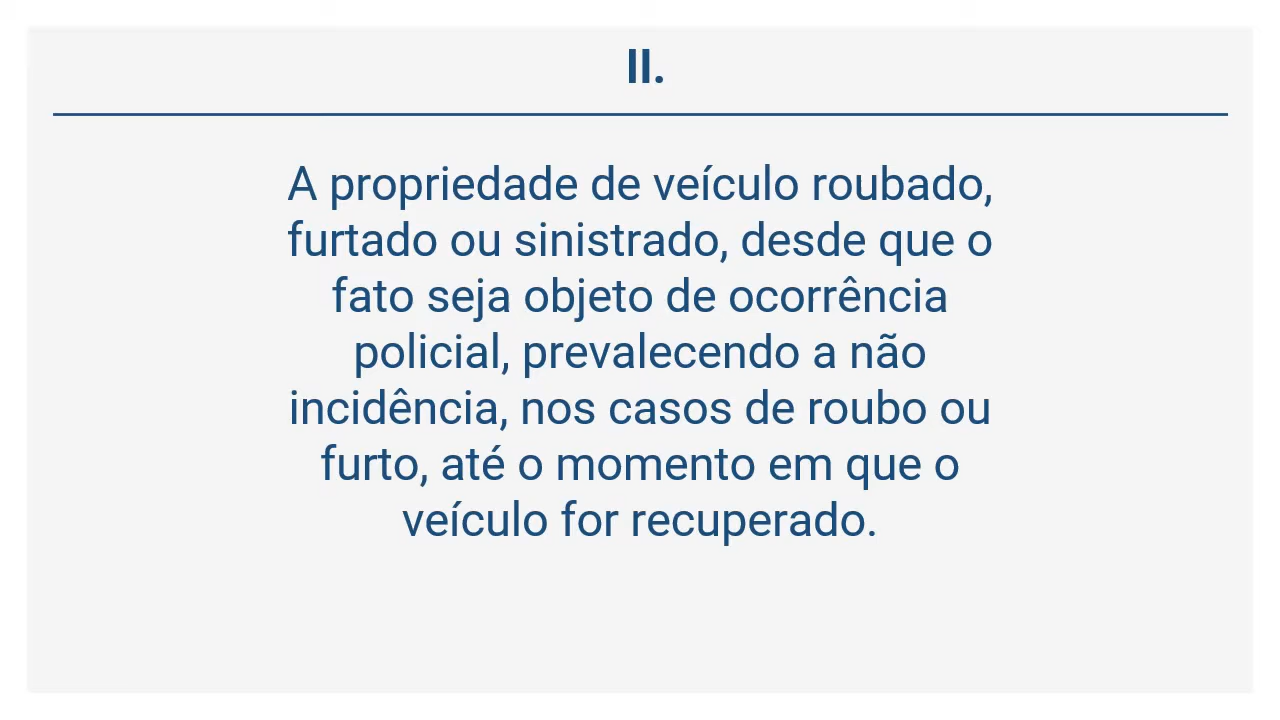 II.
A propriedade de veículo roubado,
furtado ou sinistrado, desde que o
fato seja objeto de ocorrência
policial, prevalecendo a não
incidência, nos casos de roubo ou
furto, até o momento em que o
veículo for recuperado.